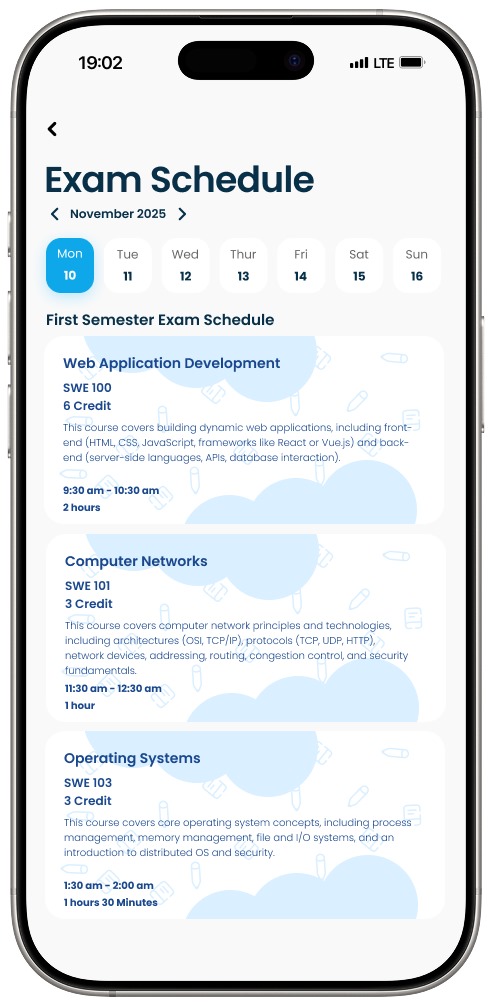 19:02
LTE
Exam Schedule
November 2025
Mon Tue Wed Thur Fri Sat Sun
10 11 12 13 14 15 16
First Semester Exam Schedule
Web Application Development
SWE 100
6 Credit
This course covers building dynamic web applications, including front-
end (HTML, CSS, JavaScript, frameworks like React or Vue.js) and back-
end (server-side languages, APIs, database interaction).
9:30 am - 10:30 am
2 hours
Computer Networks
SWE 101
3 Credit
This course covers computer network principles and technologies,
including architectures (OSI, TCP/IP), protocols (TCP, UDP, HTTP),
network devices, addressing, routing, congestion control, and security
fundamentals.
11:30 am - 12:30 am
1 hour
Operating Systems
SWE 103
3 Credit
This course covers core operating system concepts, including process
management, memory management, file and I/O systems, and an
introduction to distributed OS and security.
1:30 am - 2:00 am
1 hours 30 Minutes